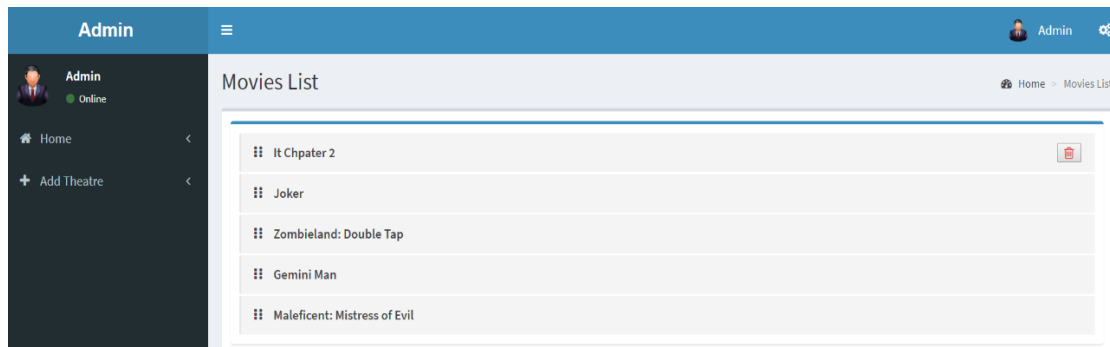 Admin
Admin
Admin
Online
Movies List
Home > Movies List
Home
Add Theatre
It Chpater 2
Joker
Zombieland: Double Tap
Gemini Man
Maleficent: Mistress of Evil